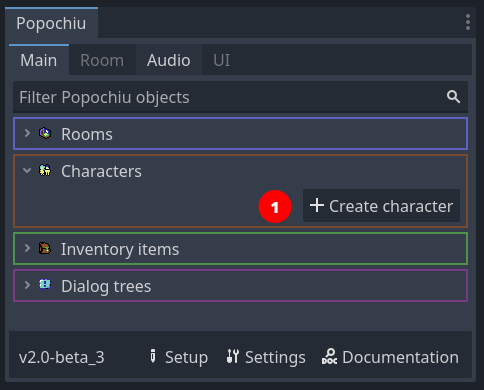 Popochiu
Main Room Audio UI
Filter Popochiu objects
Rooms
Characters
1 + Create character
Inventory items
Dialog trees
v2.0-beta_3 Setup Settings Documentation